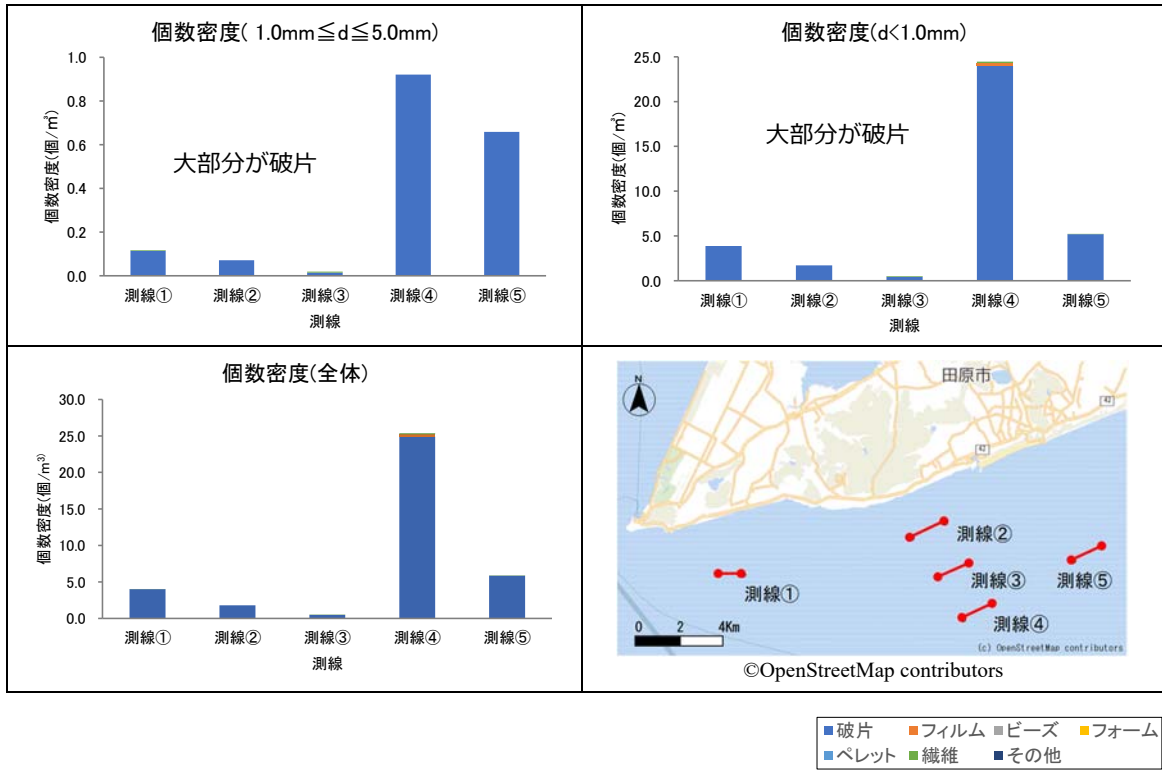 個数密度( 1.0mm≦d≦5.0mm)
1.0
0.8
0.6
0.4
0.2
0.0
個数密度(個/㎥)
大部分が破片
測線① 測線② 測線③ 測線④ 測線⑤
測線
個数密度(d<1.0mm)
25.0
20.0
15.0
10.0
5.0
0.0
個数密度(個/㎥)
大部分が破片
測線① 測線② 測線③ 測線④ 測線⑤
測線
個数密度(全体)
30.0
25.0
20.0
15.0
10.0
5.0
0.0
個数密度(個/m³)
測線① 測線② 測線③ 測線④ 測線⑤
測線
N
田原市
42
42
測線②
測線③
測線⑤
測線①
測線④
0 2 4Km
(c) OpenStreetMap contributors
©OpenStreetMap contributors
破片 フィルム ビーズ フォーム
ペレット 繊維 その他